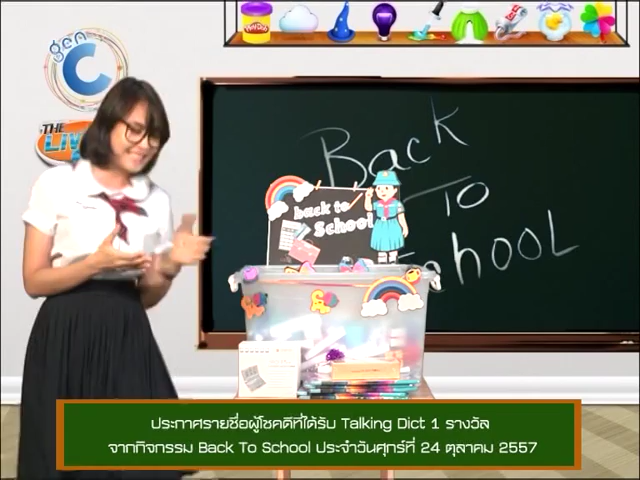 Play-Doh
gen
C
THE
LIVE
Back
To
School
back to
School
ประกาศรายชื่อผู้โชคดีที่ได้รับ Talking Dict 1 รางวัล
จากกิจกรรม Back To School ประจำวันศุกร์ที่ 24 ตุลาคม 2557